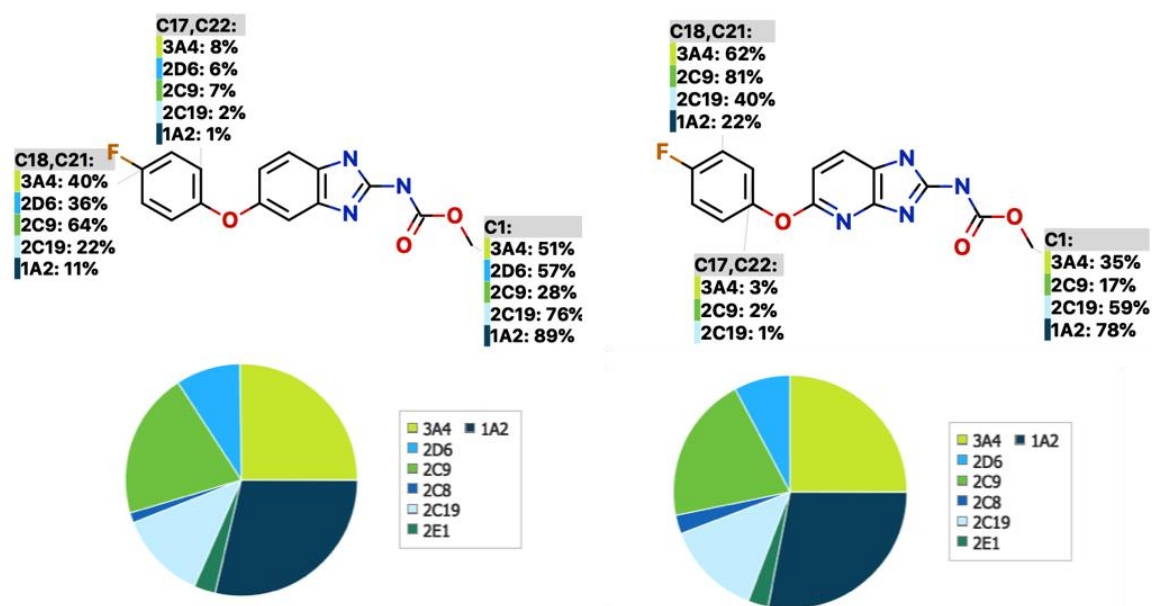 C17,C22:
3A4: 8%
2D6: 6%
2C9: 7%
2C19: 2%
1A2: 1%
C18,C21:
3A4: 40%
2D6: 36%
2C9: 64%
2C19: 22%
1A2: 11%
F
O
N
N
N
O
O
C1:
3A4: 51%
2D6: 57%
2C9: 28%
2C19: 76%
1A2: 89%
C18,C21:
3A4: 62%
2C9: 81%
2C19: 40%
1A2: 22%
F
O
N
N
N
N
O
O
C17,C22:
3A4: 3%
2C9: 2%
2C19: 1%
C1:
3A4: 35%
2C9: 17%
2C19: 59%
1A2: 78%
3A4 1A2
2D6
2C9
2C8
2C19
2E1
3A4 1A2
2D6
2C9
2C8
2C19
2E1